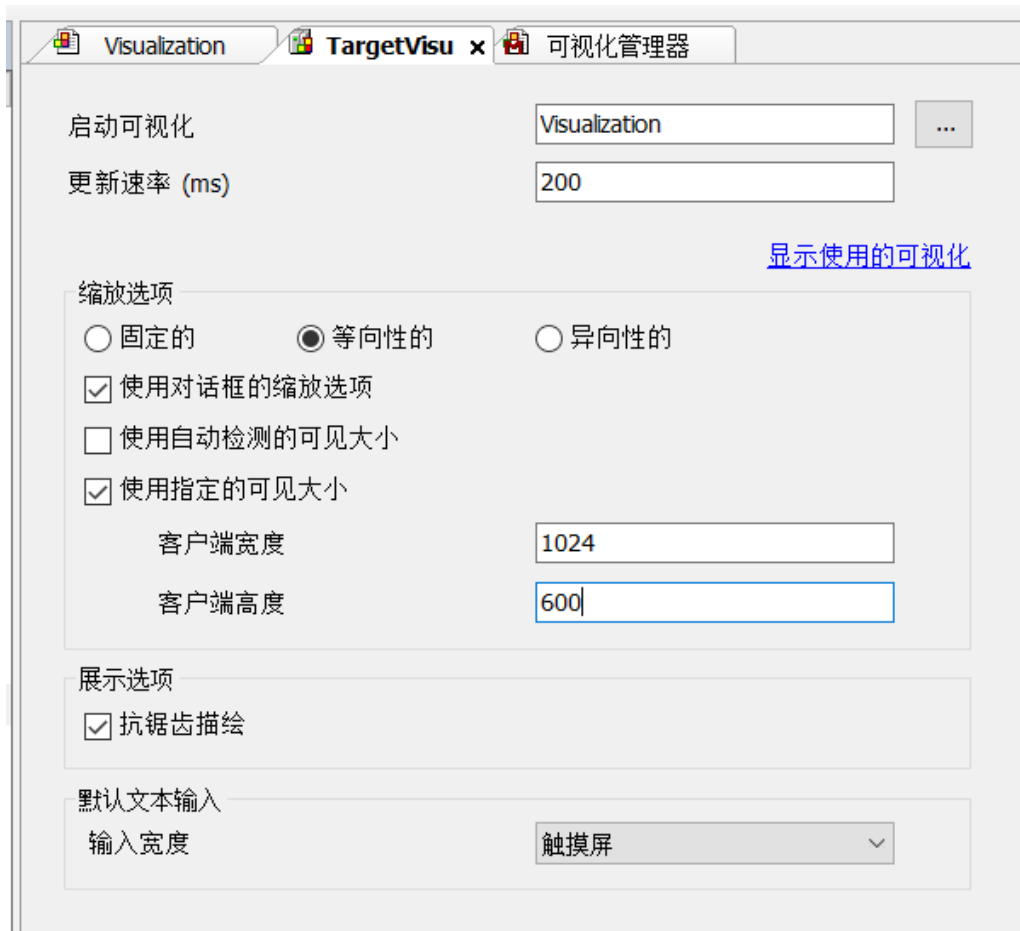 Visualization TargetVisu x 可视化管理器
启动可视化 Visualization ...
更新速率 (ms) 200
显示使用的可视化
缩放选项
固定的 等向性的 异向性的
使用对话框的缩放选项
使用自动检测的可见大小
使用指定的可见大小
客户端宽度 1024
客户端高度 600
展示选项
抗锯齿描绘
默认文本输入
输入宽度 触摸屏